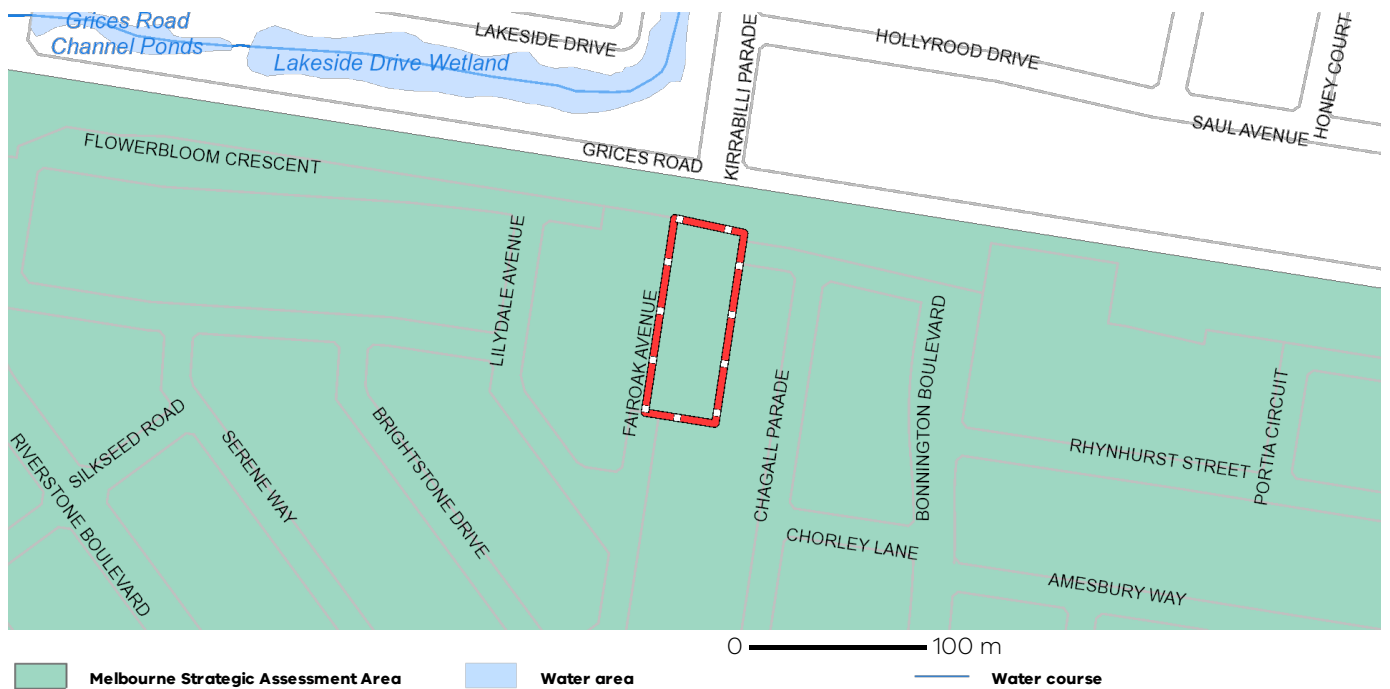 Grices Road
Channel Ponds
Lakeside Drive Wetland
LAKESIDE DRIVE
KIRRABILLI PARADE
HOLLYROOD DRIVE
HONEY COURT
SAUL AVENUE
GRICES ROAD
FLOWERBLOOM CRESCENT
LILYDALE AVENUE
FAIROAK AVENUE
CHAGALL PARADE
BONNINGTON BOULEVARD
PORTIA CIRCUIT
RHYNHURST STREET
SILKSEED ROAD
RIVERSTONE BOULEVARD
SERENE WAY
BRIGHTSTONE DRIVE
CHORLEY LANE
AMESBURY WAY
0 100 m
Melbourne Strategic Assessment Area
Water area
Water course